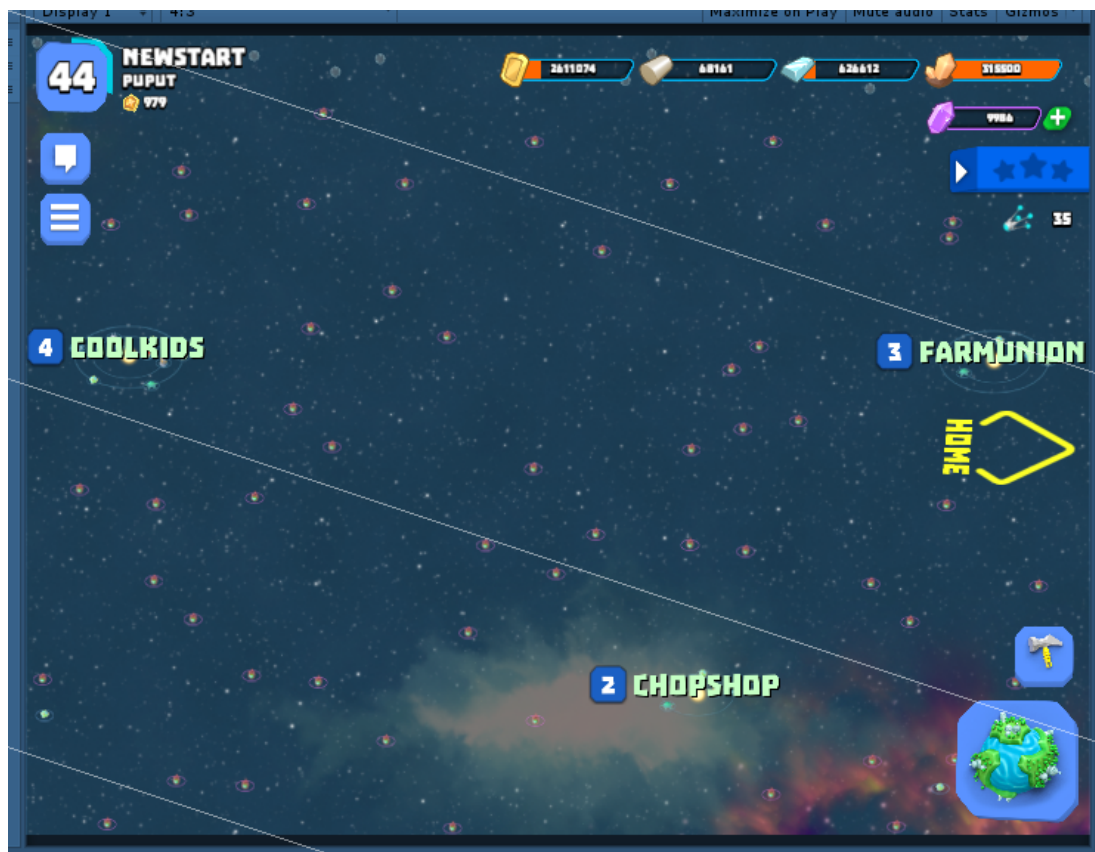 Display 1 4:3 Maximize on Play Mute audio Stats Gizmos
44 NEWSTART
PUPUT
979
2611074 68161 626612 315500
9986
35
4 COOLKIDS
3 FARMUNION
HOME
2 CHOPSHOP